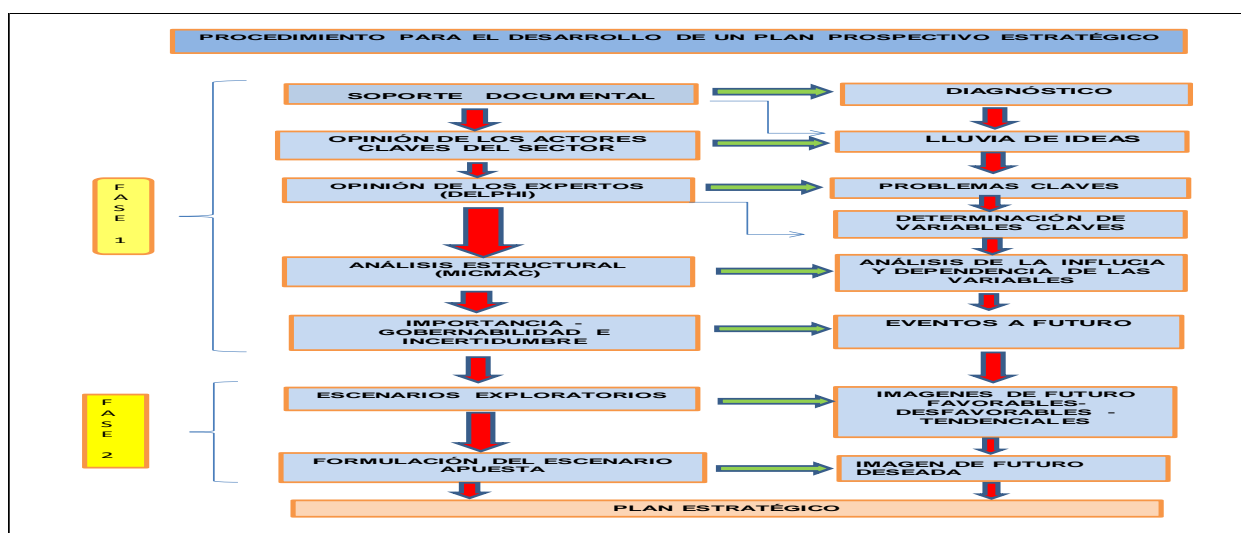 PROCEDIMIENTO PARA EL DESARROLLO DE UN PLAN PROSPECTIVO ESTRATÉGICO
SOPORTE DOCUMENTAL
DIAGNÓSTICO
OPINIÓN DE LOS ACTORES
CLAVES DEL SECTOR
LLUVIA DE IDEAS
F
A
S
E
1
OPINIÓN DE LOS EXPERTOS
(DELPHI)
PROBLEMAS CLAVES
DETERMINACIÓN DE
VARIABLES CLAVES
ANÁLISIS ESTRUCTURAL
(MICMAC)
ANÁLISIS DE LA INFLUCIA
Y DEPENDENCIA DE LAS
VARIABLES
IMPORTANCIA -
GOBERNABILIDAD E
INCERTIDUMBRE
EVENTOS A FUTURO
F
A
S
E
2
ESCENARIOS EXPLORATORIOS
IMAGENES DE FUTURO
FAVORABLES-
DESFAVORABLES -
TENDENCIALES
FORMULACIÓN DEL ESCENARIO
APUESTA
IMAGEN DE FUTURO
DESEADA
PLAN ESTRATÉGICO